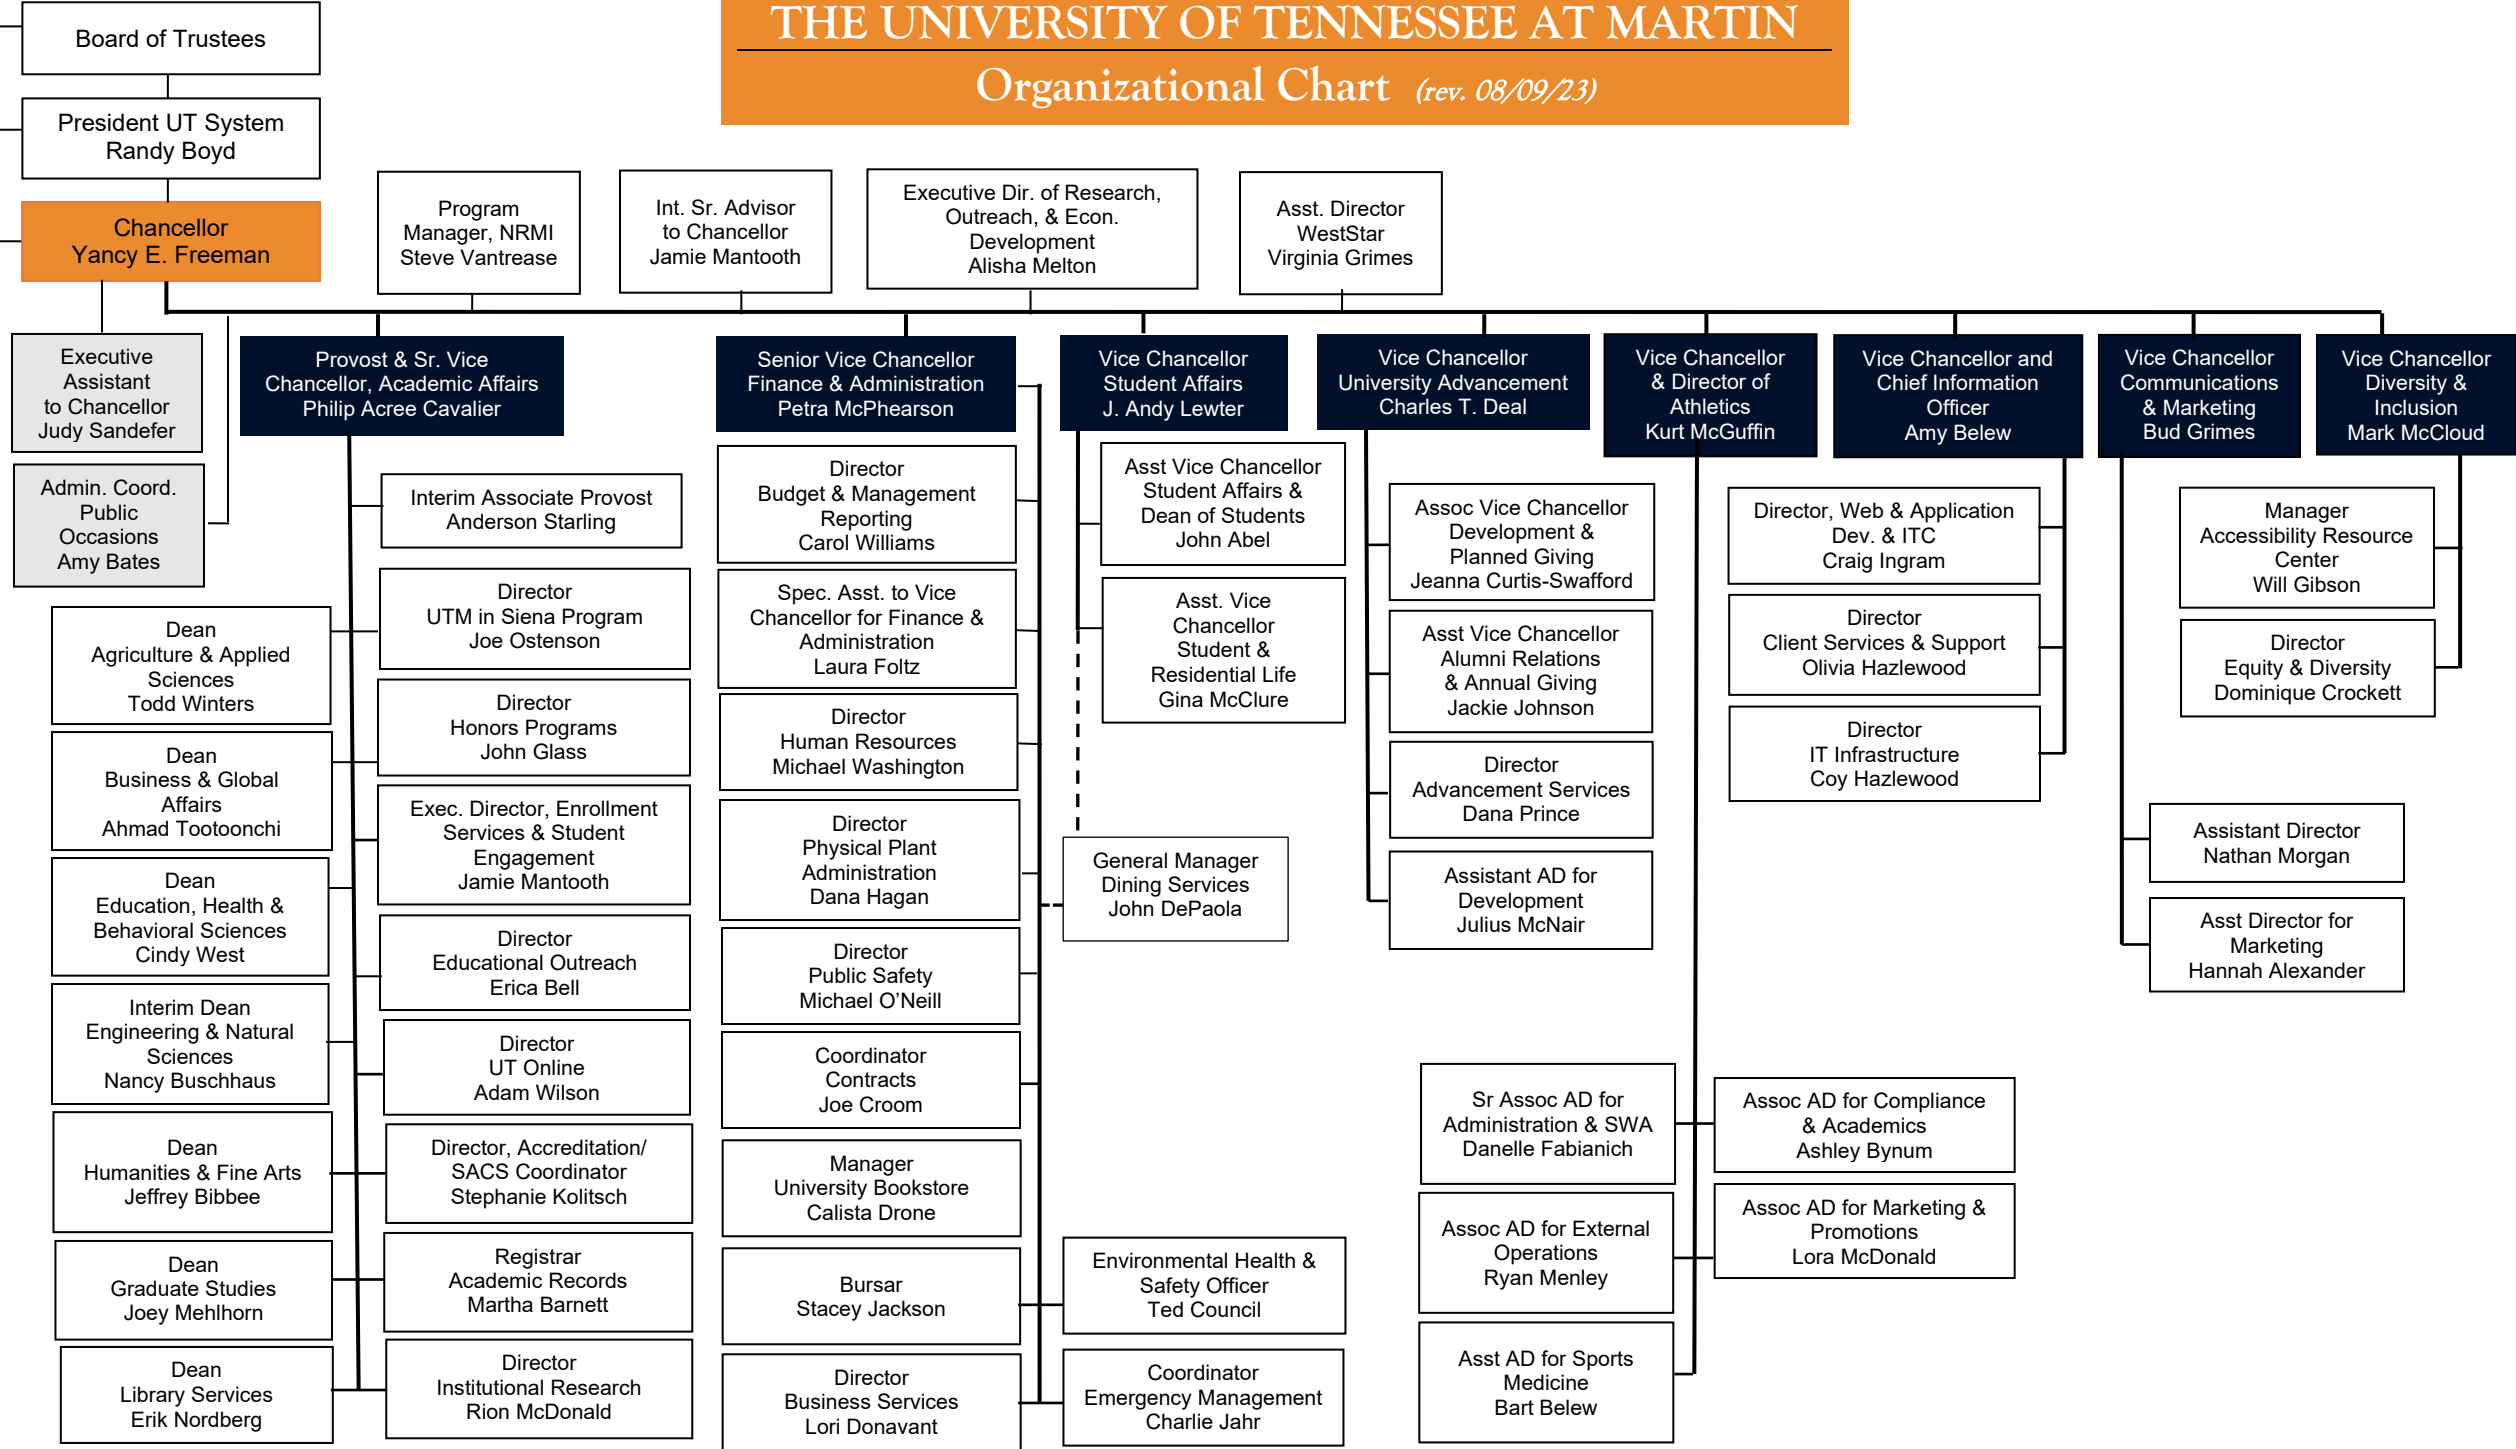 THE UNIVERSITY OF TENNESSEE AT MARTIN
Organizational Chart (rev. 08/09/23)
Board of Trustees
President UT System
Randy Boyd
Chancellor
Yancy E. Freeman
Program
Manager, NRMI
Steve Vantrease
Int. Sr. Advisor
to Chancellor
Jamie Mantooth
Executive Dir. of Research,
Outreach, & Econ.
Development
Alisha Melton
Asst. Director
WestStar
Virginia Grimes
Executive
Assistant
to Chancellor
Judy Sandefer
Admin. Coord.
Public
Occasions
Amy Bates
Provost & Sr. Vice
Chancellor, Academic Affairs
Philip Acree Cavalier
Interim Associate Provost
Anderson Starling
Director
UTM in Siena Program
Joe Ostenson
Director
Honors Programs
John Glass
Exec. Director, Enrollment
Services & Student
Engagement
Jamie Mantooth
Director
Educational Outreach
Erica Bell
Director
UT Online
Adam Wilson
Director, Accreditation/
SACS Coordinator
Stephanie Kolitsch
Registrar
Academic Records
Martha Barnett
Director
Institutional Research
Rion McDonald
Dean
Agriculture & Applied
Sciences
Todd Winters
Dean
Business & Global
Affairs
Ahmad Tootoonchi
Dean
Education, Health &
Behavioral Sciences
Cindy West
Interim Dean
Engineering & Natural
Sciences
Nancy Buschhaus
Dean
Humanities & Fine Arts
Jeffrey Bibbee
Dean
Graduate Studies
Joey Mehlhorn
Dean
Library Services
Erik Nordberg
Senior Vice Chancellor
Finance & Administration
Petra McPhearson
Director
Budget & Management
Reporting
Carol Williams
Spec. Asst. to Vice
Chancellor for Finance &
Administration
Laura Foltz
Director
Human Resources
Michael Washington
Director
Physical Plant
Administration
Dana Hagan
Director
Public Safety
Michael O’Neill
Coordinator
Contracts
Joe Croom
Manager
University Bookstore
Calista Drone
Bursar
Stacey Jackson
Director
Business Services
Lori Donavant
Environmental Health &
Safety Officer
Ted Council
Coordinator
Emergency Management
Charlie Jahr
Vice Chancellor
Student Affairs
J. Andy Lewter
Asst Vice Chancellor
Student Affairs &
Dean of Students
John Abel
Asst. Vice
Chancellor
Student &
Residential Life
Gina McClure
General Manager
Dining Services
John DePaola
Vice Chancellor
University Advancement
Charles T. Deal
Assoc Vice Chancellor
Development &
Planned Giving
Jeanna Curtis-Swafford
Asst Vice Chancellor
Alumni Relations
& Annual Giving
Jackie Johnson
Director
Advancement Services
Dana Prince
Assistant AD for
Development
Julius McNair
Vice Chancellor
& Director of
Athletics
Kurt McGuffin
Sr Assoc AD for
Administration & SWA
Danelle Fabianich
Assoc AD for Compliance
& Academics
Ashley Bynum
Assoc AD for External
Operations
Ryan Menley
Assoc AD for Marketing &
Promotions
Lora McDonald
Asst AD for Sports
Medicine
Bart Belew
Vice Chancellor and
Chief Information
Officer
Amy Belew
Director, Web & Application
Dev. & ITC
Craig Ingram
Director
Client Services & Support
Olivia Hazlewood
Director
IT Infrastructure
Coy Hazlewood
Vice Chancellor
Communications
& Marketing
Bud Grimes
Assistant Director
Nathan Morgan
Asst Director for
Marketing
Hannah Alexander
Vice Chancellor
Diversity &
Inclusion
Mark McCloud
Manager
Accessibility Resource
Center
Will Gibson
Director
Equity & Diversity
Dominique Crockett